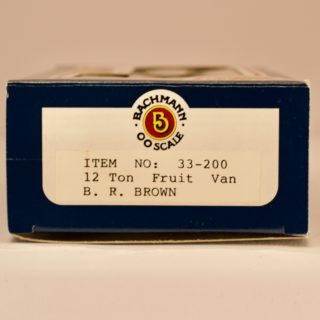 BACHMANN
B
OO SCALE
ITEM NO: 33-200
12 Ton Fruit Van
B. R. BROWN